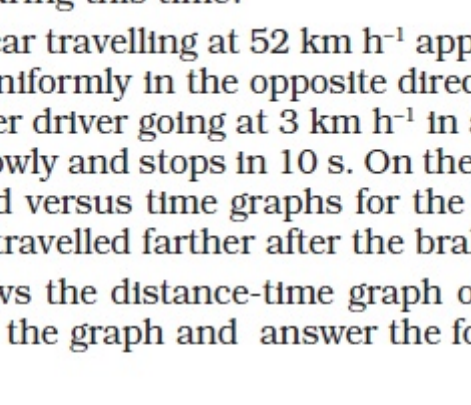 ar travelling at 52 km h⁻¹ app
niformly in the opposite direc
er driver going at 3 km h⁻¹ in
owly and stops in 10 s. On the
d versus time graphs for the
travelled farther after the bra
ws the distance-time graph o
the graph and answer the fo